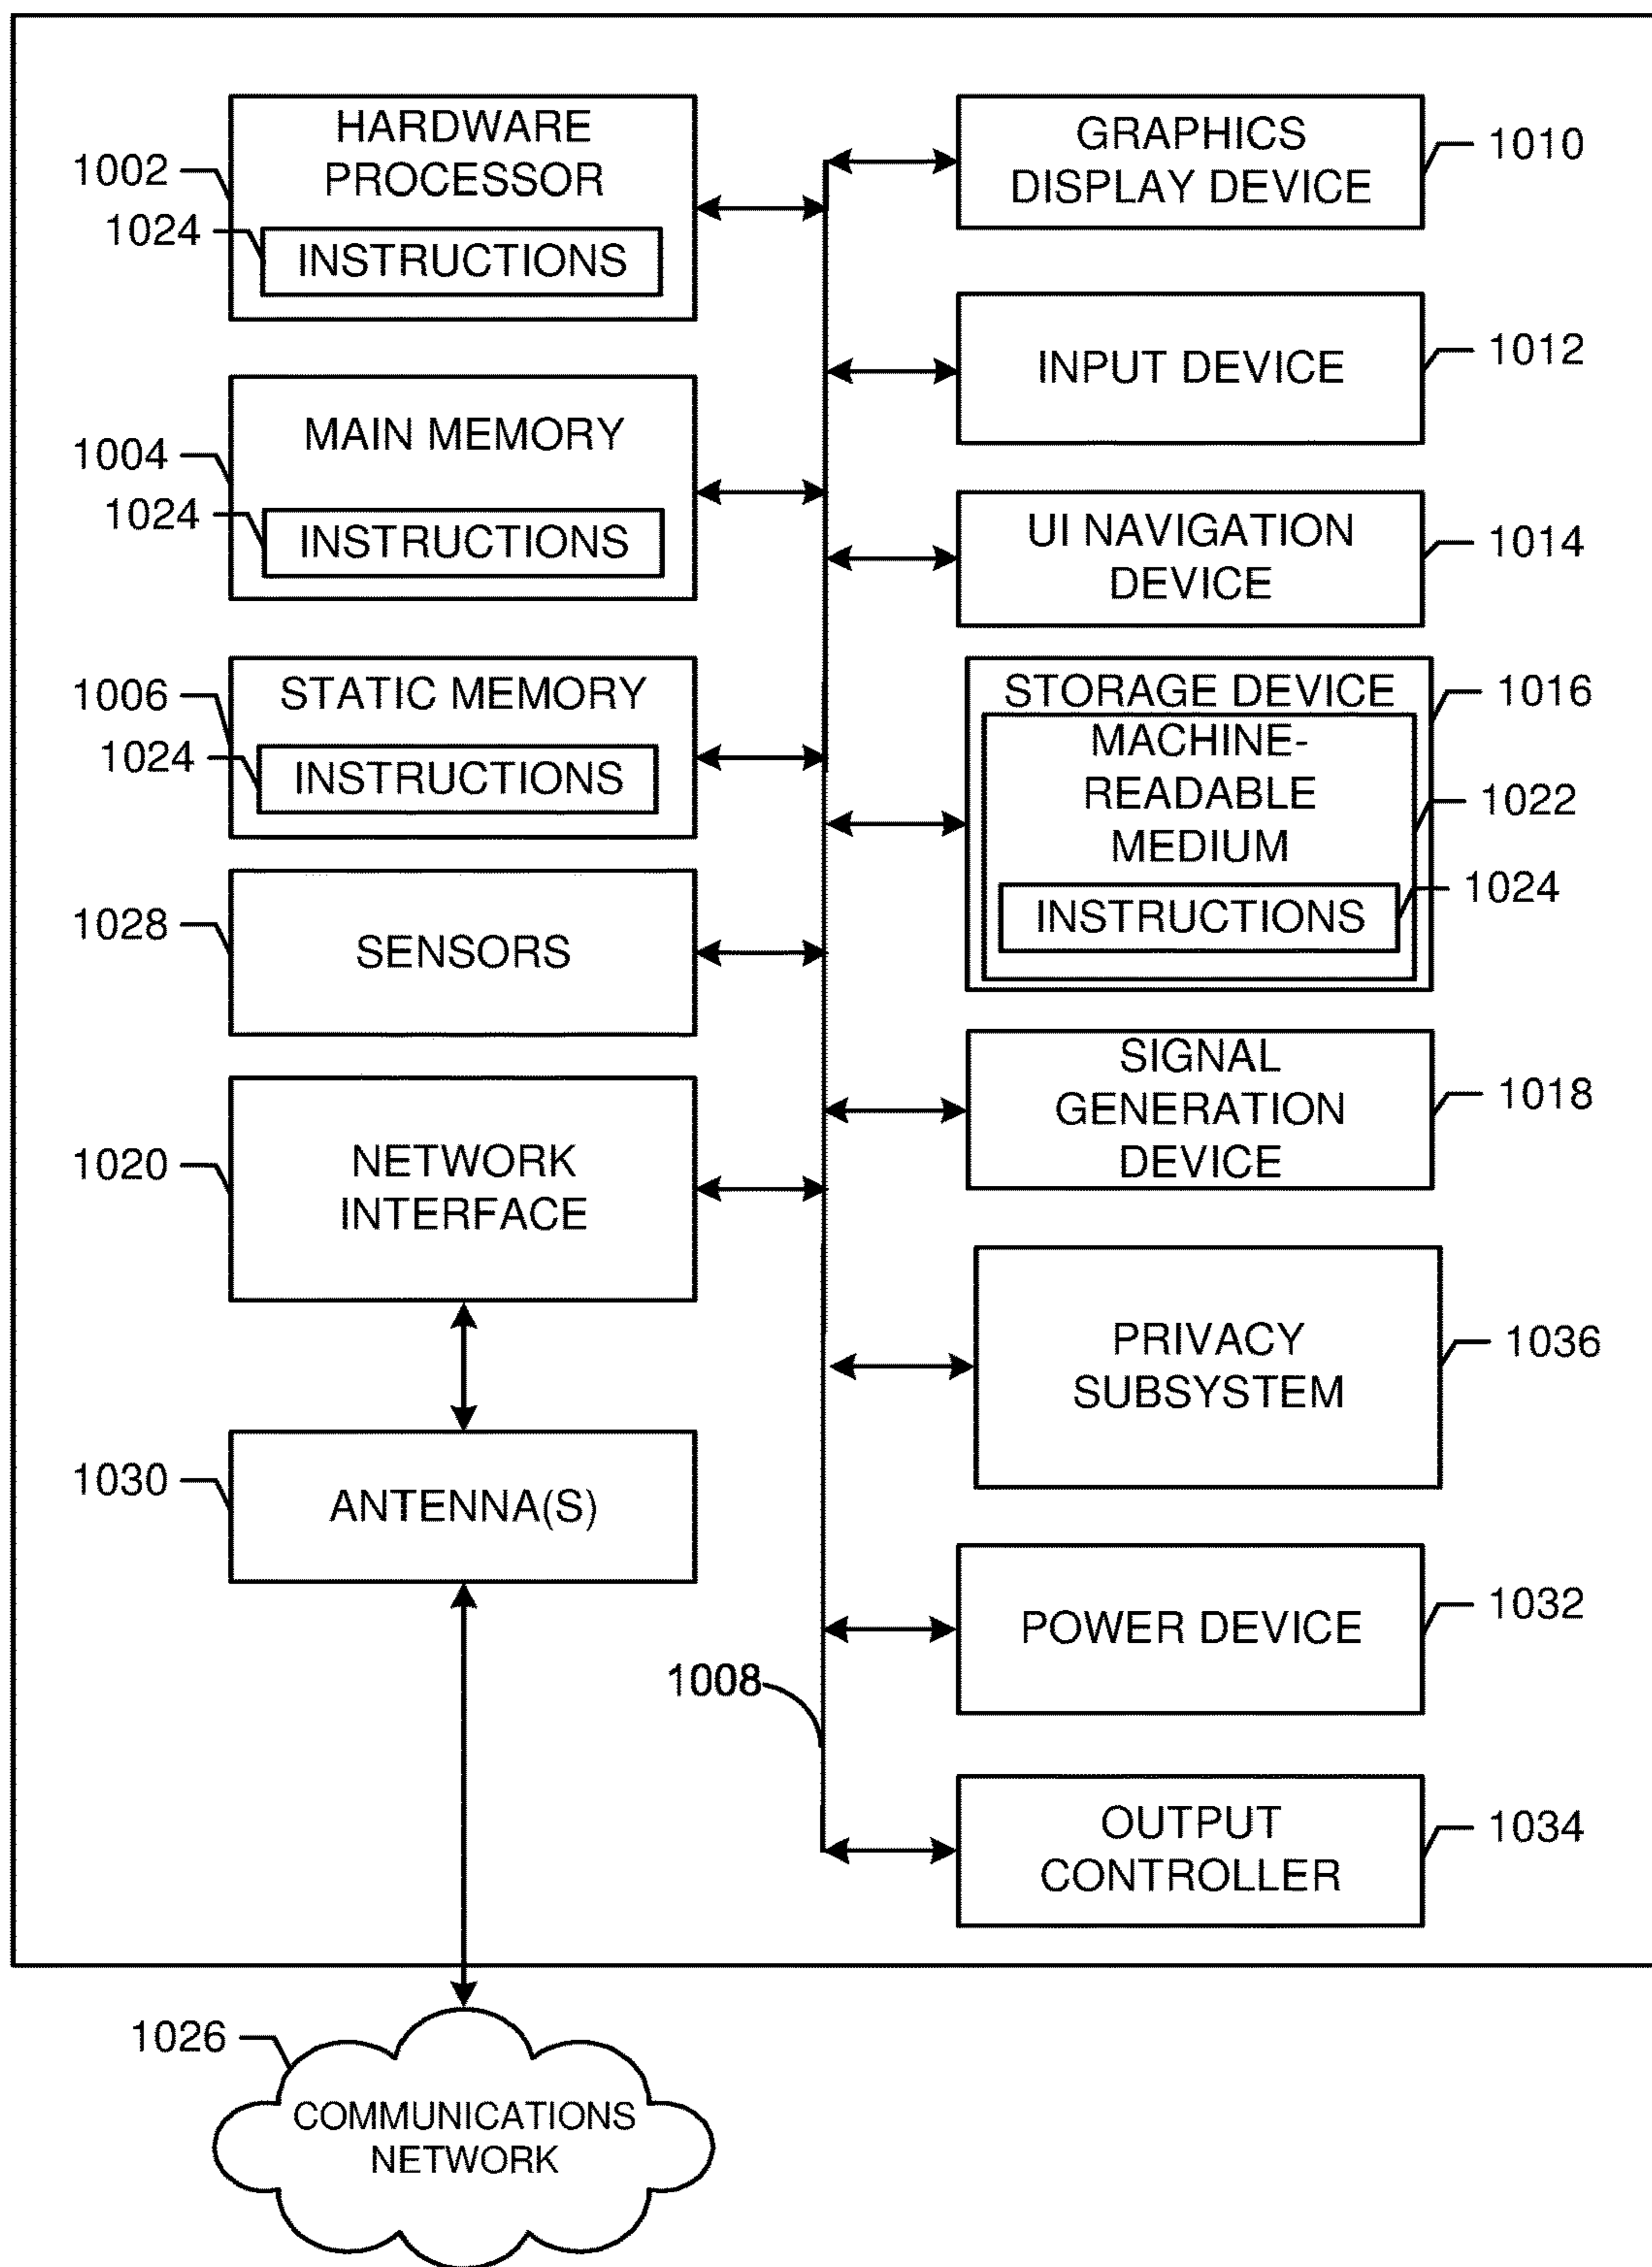 HARDWARE
PROCESSOR
1002
1024
INSTRUCTIONS
MAIN MEMORY
1004
1024
INSTRUCTIONS
STATIC MEMORY
1006
1024
INSTRUCTIONS
1028
SENSORS
1020
NETWORK
INTERFACE
1030
ANTENNA(S)
1008
1026
COMMUNICATIONS
NETWORK
GRAPHICS
DISPLAY DEVICE
1010
INPUT DEVICE
1012
UI NAVIGATION
DEVICE
1014
STORAGE DEVICE
1016
MACHINE-
READABLE
MEDIUM
1022
1024
INSTRUCTIONS
SIGNAL
GENERATION
DEVICE
1018
PRIVACY
SUBSYSTEM
1036
POWER DEVICE
1032
OUTPUT
CONTROLLER
1034